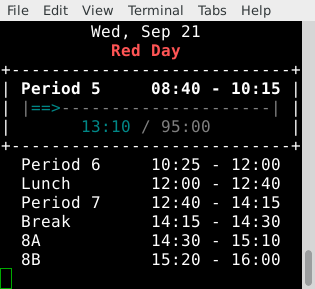 File Edit View Terminal Tabs Help
Wed, Sep 21
Red Day
+---------------------------+
| Period 5     08:40 - 10:15 |
| |==>----------------------| |
|       13:10 / 95:00        |
+---------------------------+
Period 6     10:25 - 12:00
Lunch        12:00 - 12:40
Period 7     12:40 - 14:15
Break        14:15 - 14:30
8A           14:30 - 15:10
8B           15:20 - 16:00